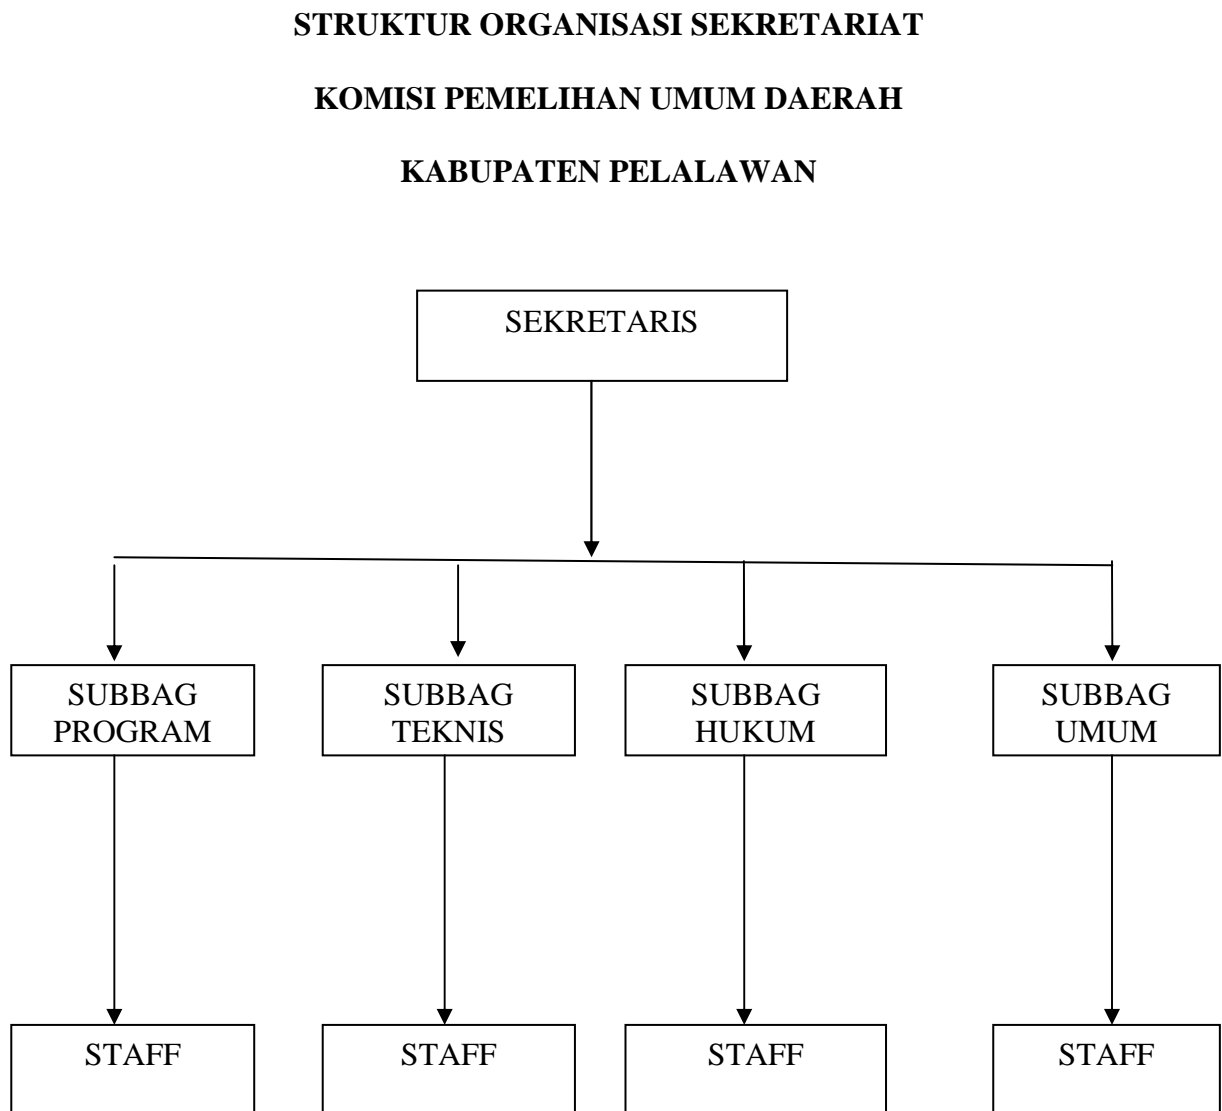 STRUKTUR ORGANISASI SEKRETARIAT
KOMISI PEMELIHAN UMUM DAERAH
KABUPATEN PELALAWAN
SEKRETARIS
SUBBAG
PROGRAM
SUBBAG
TEKNIS
SUBBAG
HUKUM
SUBBAG
UMUM
STAFF
STAFF
STAFF
STAFF